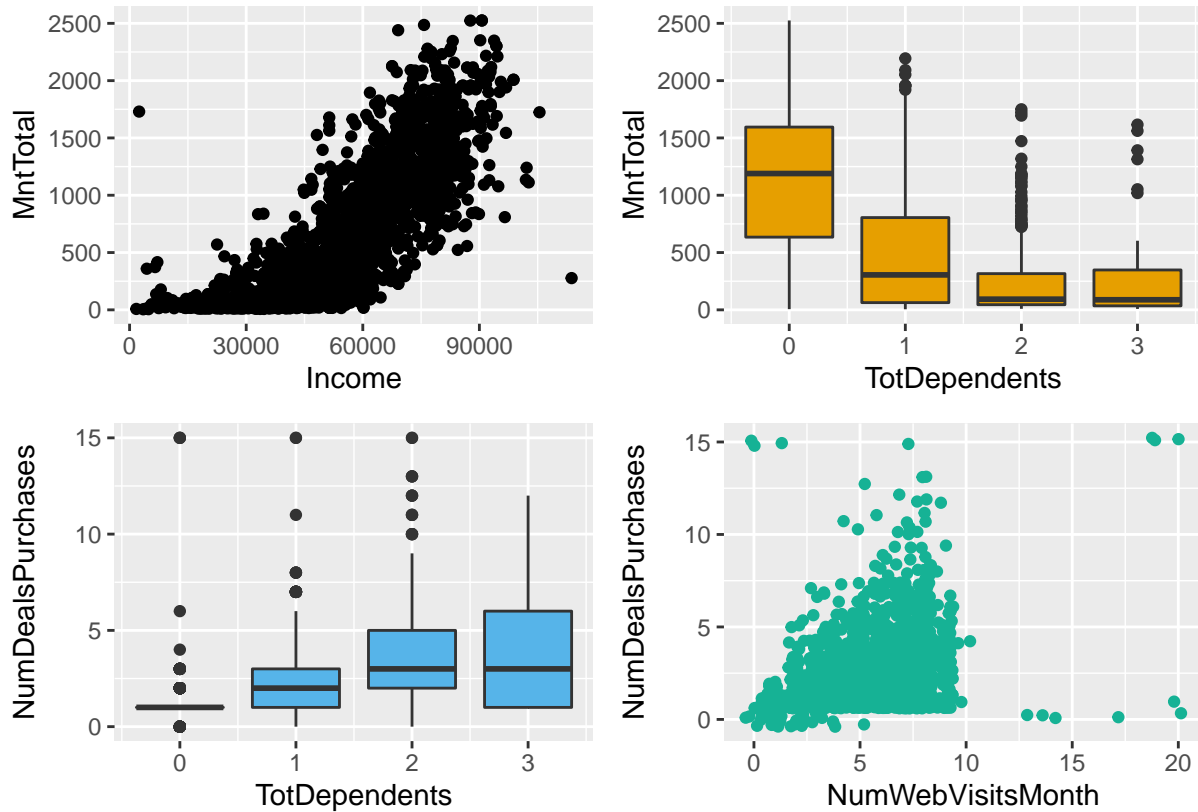 MntTotal
2500
2000
1500
1000
500
0
0 30000 60000 90000
Income
MntTotal
2500
2000
1500
1000
500
0
0 1 2 3
TotDependents
NumDealsPurchases
15
10
5
0
0 1 2 3
TotDependents
NumDealsPurchases
15
10
5
0
0 5 10 15 20
NumWebVisitsMonth